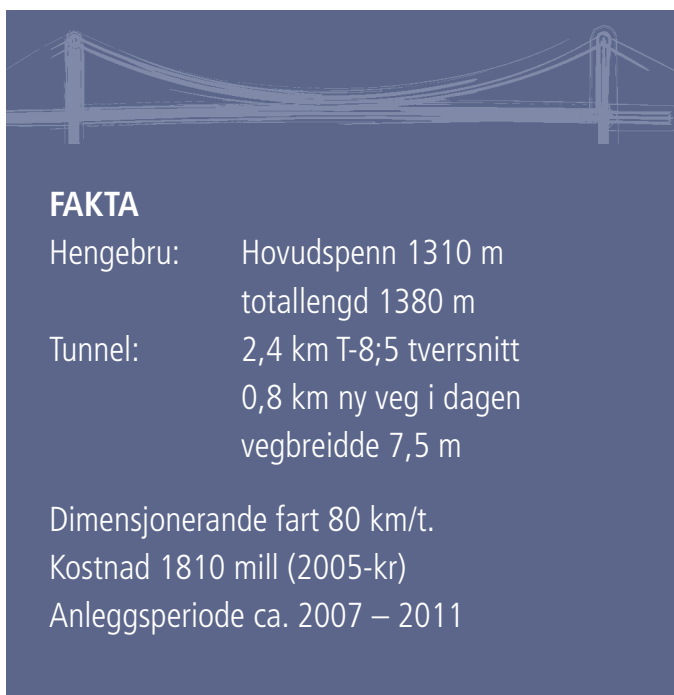 FAKTA
Hengebru: Hovudspenn 1310 m
totallengd 1380 m
Tunnel: 2,4 km T-8;5 tverrsnitt
0,8 km ny veg i dagen
vegbreidde 7,5 m
Dimensjonerande fart 80 km/t.
Kostnad 1810 mill (2005-kr)
Anleggsperiode ca. 2007 – 2011